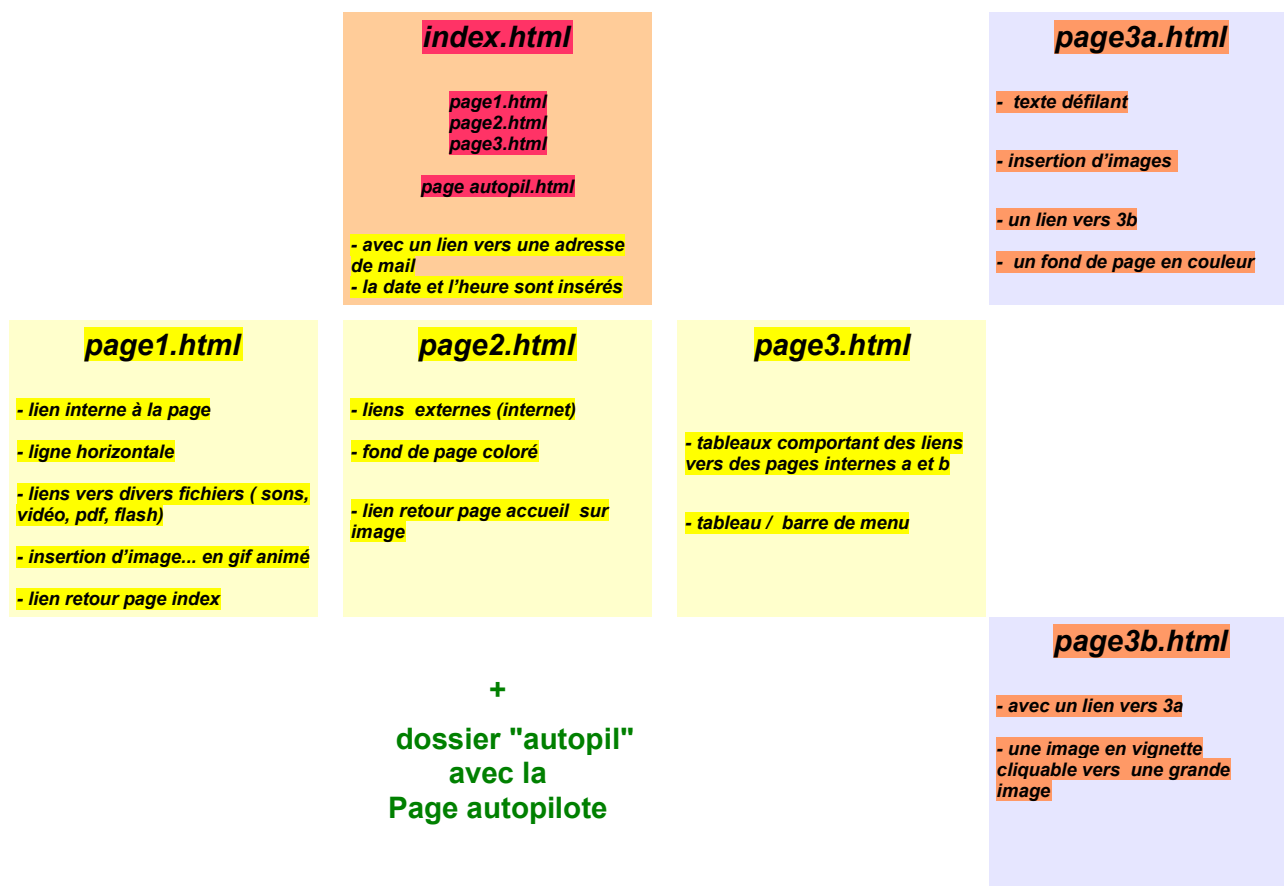 index.html
page1.html
page2.html
page3.html
page autopil.html
- avec un lien vers une adresse
de mail
- la date et l’heure sont insérés
page3a.html
- texte défilant
- insertion d’images
- un lien vers 3b
- un fond de page en couleur
page1.html
- lien interne à la page
- ligne horizontale
- liens vers divers fichiers ( sons,
vidéo, pdf, flash)
- insertion d’image... en gif animé
- lien retour page index
page2.html
- liens externes (internet)
- fond de page coloré
- lien retour page accueil sur
image
page3.html
- tableaux comportant des liens
vers des pages internes a et b
- tableau / barre de menu
+
dossier "autopil"
avec la
Page autopilote
page3b.html
- avec un lien vers 3a
- une image en vignette
cliquable vers une grande
image